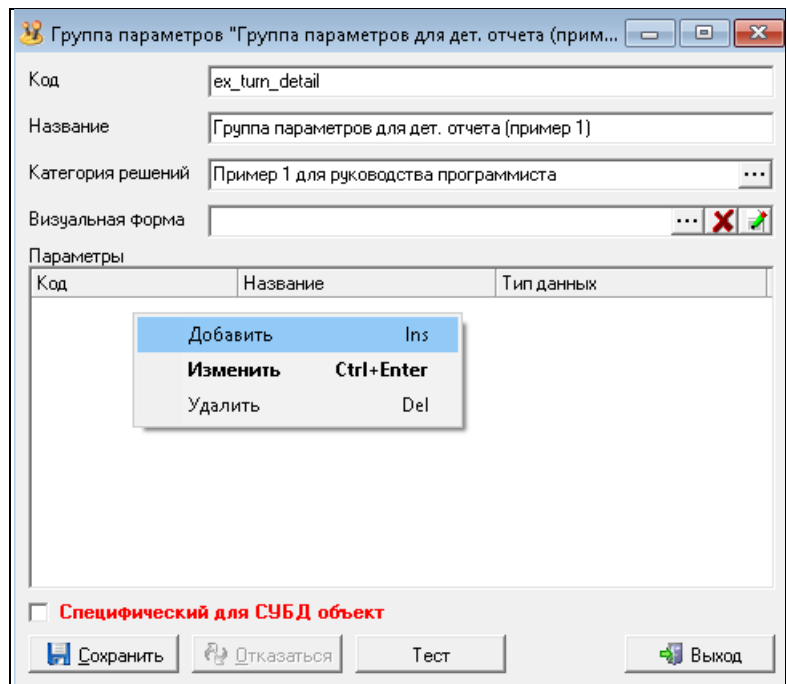 Группа параметров "Группа параметров для дет. отчета (прим...
Код ex_turn_detail
Название Группа параметров для дет. отчета (пример 1)
Категория решений Пример 1 для руководства программиста ...
Визуальная форма ...
Параметры
Код Название Тип данных
Добавить Ins
Изменить Ctrl+Enter
Удалить Del
Специфический для СУБД объект
Сохранить Отказаться Тест Выход